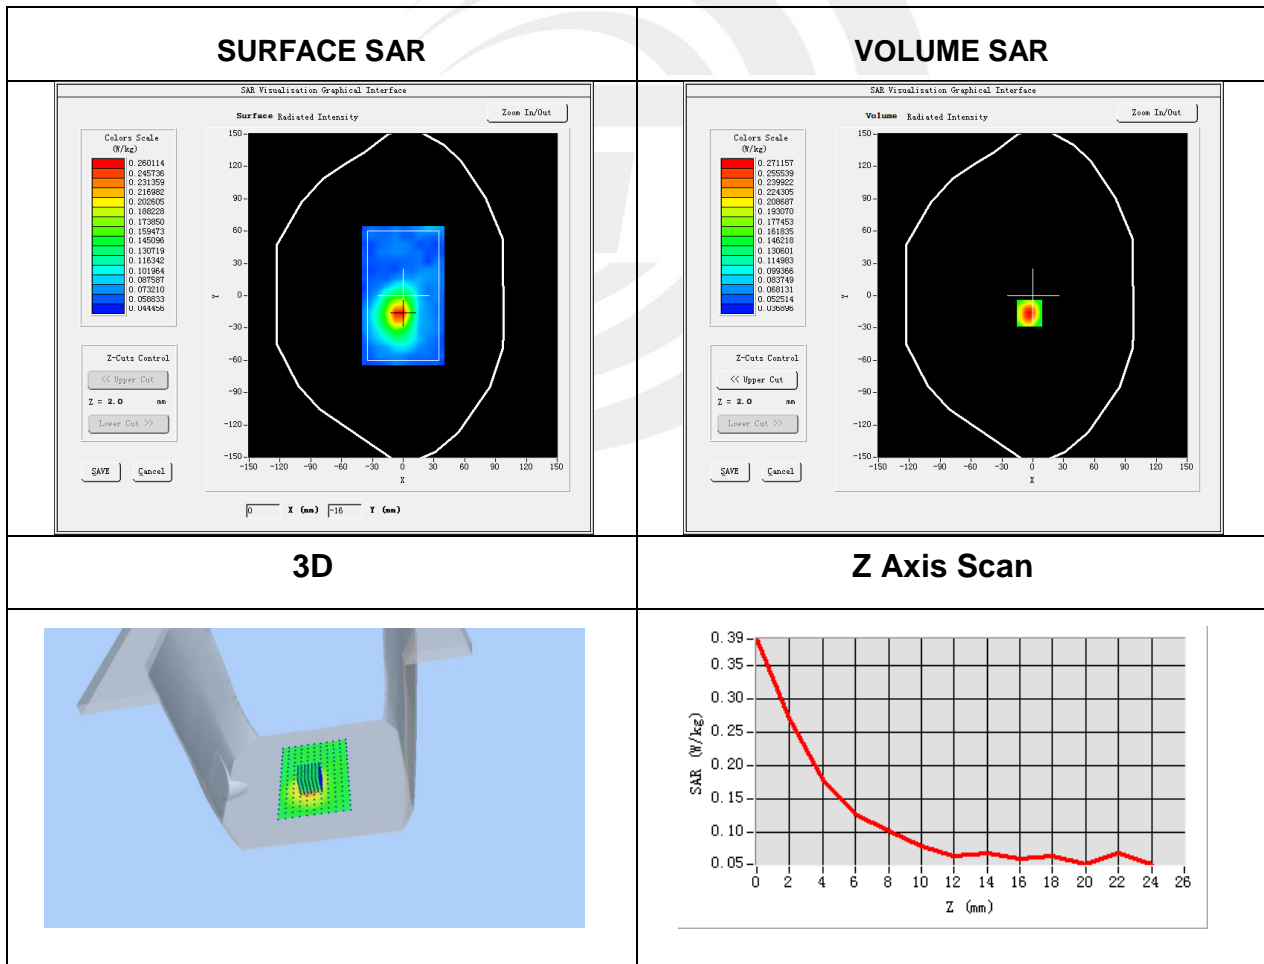 SURFACE SAR
VOLUME SAR
SAR Visualisation Graphical Interface
Surface Radiated Intensity
Zoom In/Out
Colors Scale
(W/kg)
0.260114
0.245736
0.231359
0.216982
0.202605
0.188228
0.173850
0.159473
0.145096
0.130719
0.116342
0.101964
0.087587
0.073210
0.058833
0.044456
150
120
90
60
30
0
-30
-60
-90
-120
-150
Y
-150 -120 -90 -60 -30 0 30 60 90 120 150
X
Z-Cuts Control
<< Upper Cut
Z = 2.0 mm
Lower Cut >>
SAVE Cancel
0 X (mm) -16 Y (mm)
SAR Visualisation Graphical Interface
Volume Radiated Intensity
Zoom In/Out
Colors Scale
(W/kg)
0.271157
0.255539
0.239922
0.224305
0.208687
0.193070
0.177453
0.161835
0.146218
0.130601
0.114983
0.099366
0.083749
0.068131
0.052514
0.036896
150
120
90
60
30
0
-30
-60
-90
-120
-150
Y
-150 -120 -90 -60 -30 0 30 60 90 120 150
X
Z-Cuts Control
<< Upper Cut
Z = 2.0 mm
Lower Cut >>
SAVE Cancel
3D
Z Axis Scan
0.39
0.35
0.30
0.25
0.20
0.15
0.10
0.05
SAR (W/kg)
0 2 4 6 8 10 12 14 16 18 20 22 24 26
Z (mm)